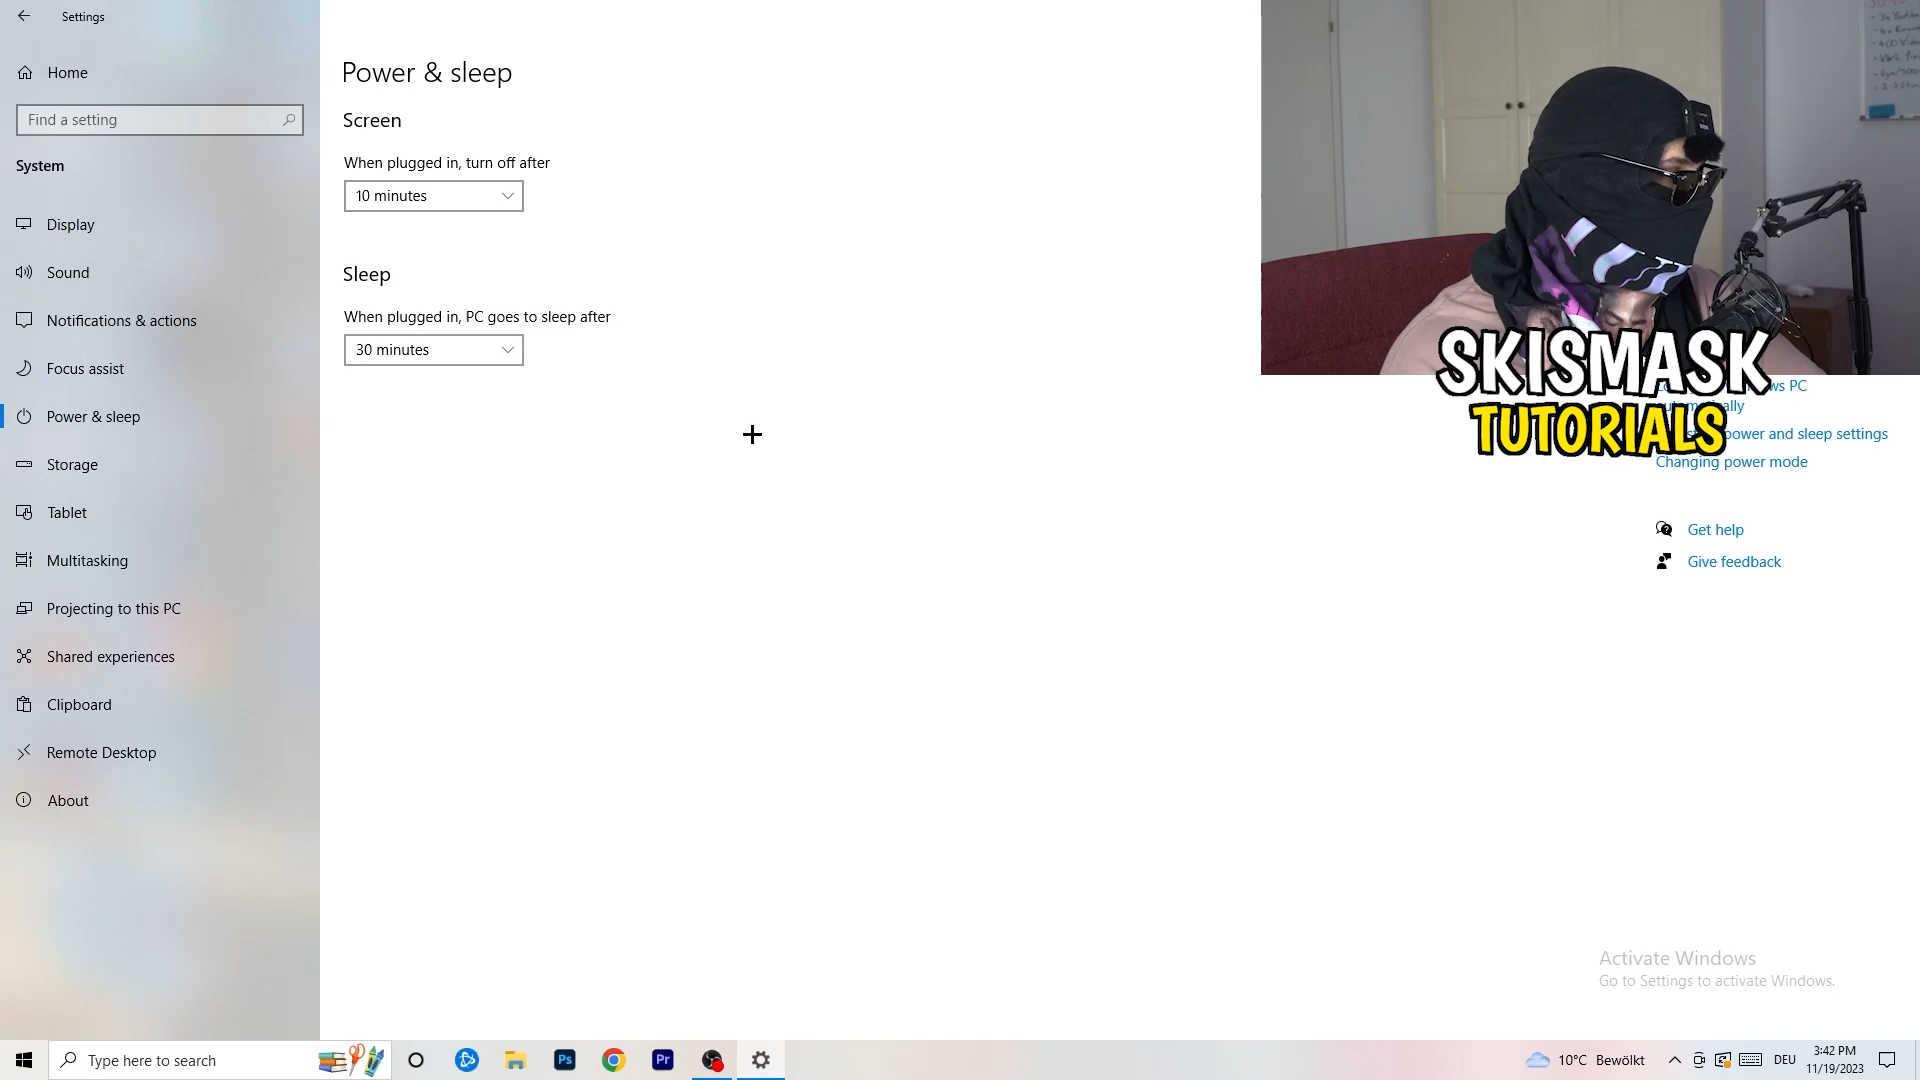 Settings
Home
Find a setting
System
Display
Sound
Notifications & actions
Focus assist
Power & sleep
Storage
Tablet
Multitasking
Projecting to this PC
Shared experiences
Clipboard
Remote Desktop
About
Power & sleep
Screen
When plugged in, turn off after
10 minutes
Sleep
When plugged in, PC goes to sleep after
30 minutes
SKISMASK
TUTORIALS
PC
power and sleep settings
Changing power mode
Get help
Give feedback
Activate Windows
Go to Settings to activate Windows.
Type here to search
Ps
Pr
10°C Bewölkt
DEU
3:42 PM
11/19/2023